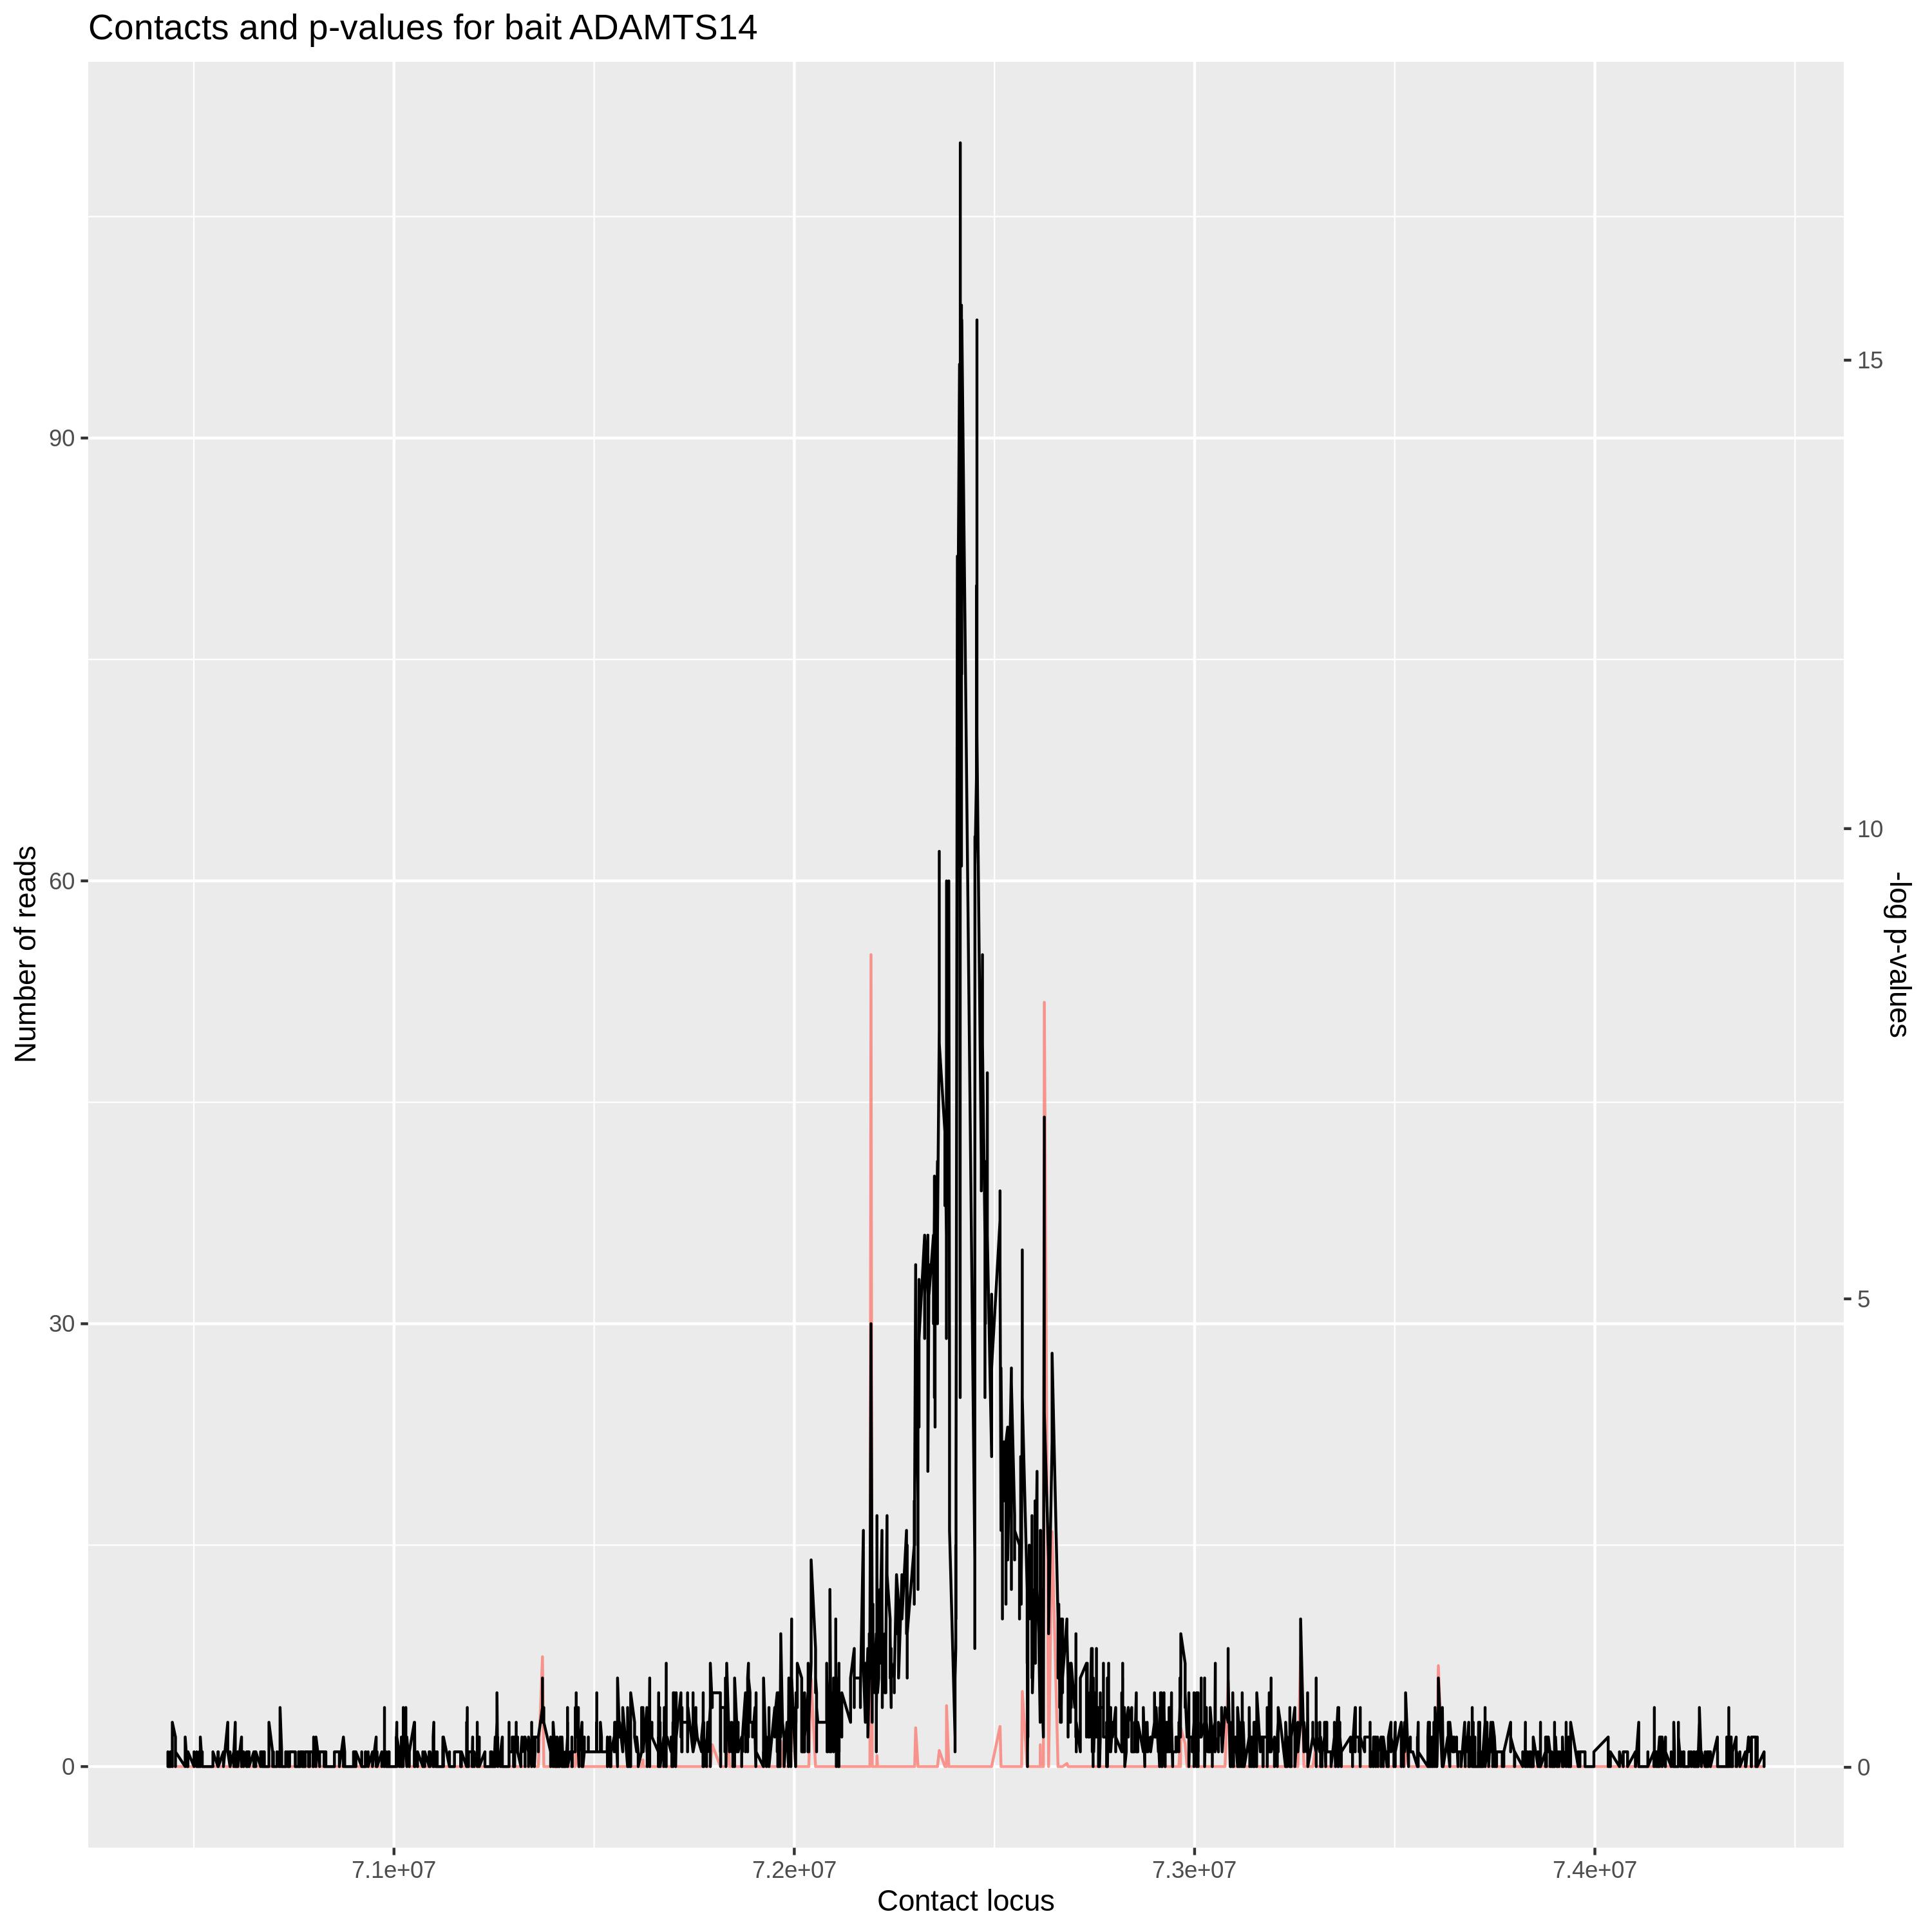 Contacts and p-values for bait ADAMTS14
90
60
30
0
Number of reads
15
10
5
0
-log p-values
7.1e+07
7.2e+07
7.3e+07
7.4e+07
Contact locus